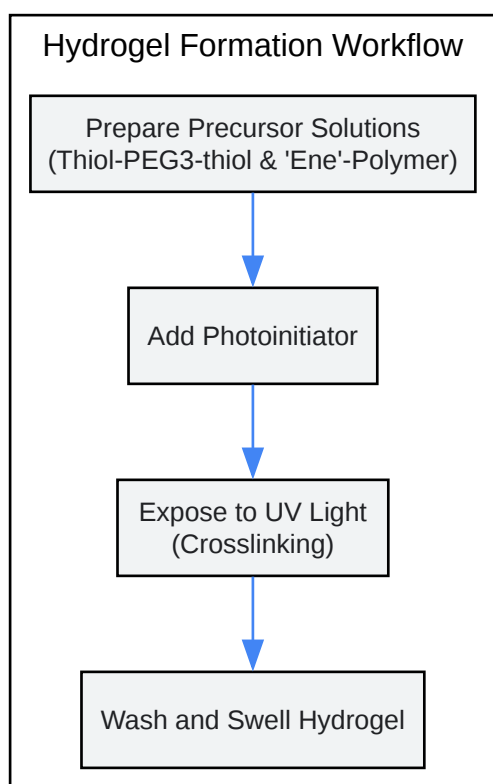 Hydrogel Formation Workflow
Prepare Precursor Solutions
(Thiol-PEG3-thiol & 'Ene'-Polymer)
Add Photoinitiator
Expose to UV Light
(Crosslinking)
Wash and Swell Hydrogel